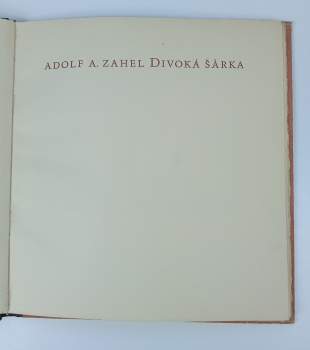 ADOLF A. ZAHEL DIVOKÁ ŠÁRKA